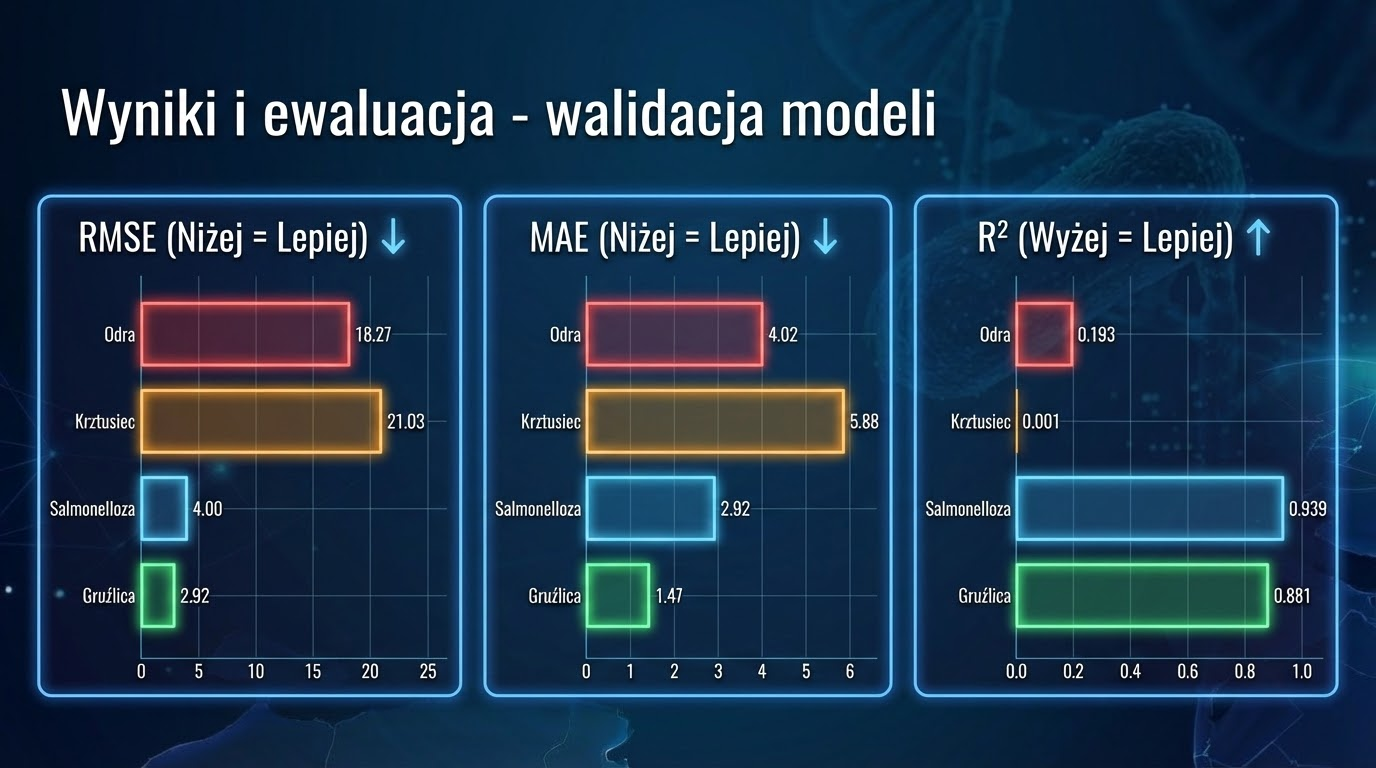 Wyniki i ewaluacja - walidacja modeli
RMSE (Niżej = Lepiej) ↓
Odra 18.27
Krztusiec 21.03
Salmonelloza 4.00
Gruźlica 2.92
0 5 10 15 20 25
MAE (Niżej = Lepiej) ↓
Odra 4.02
Krztusiec 5.88
Salmonelloza 2.92
Gruźlica 1.47
0 1 2 3 4 5 6
R² (Wyżej = Lepiej) ↑
Odra 0.193
Krztusiec 0.001
Salmonelloza 0.939
Gruźlica 0.881
0.0 0.2 0.4 0.6 0.8 1.0